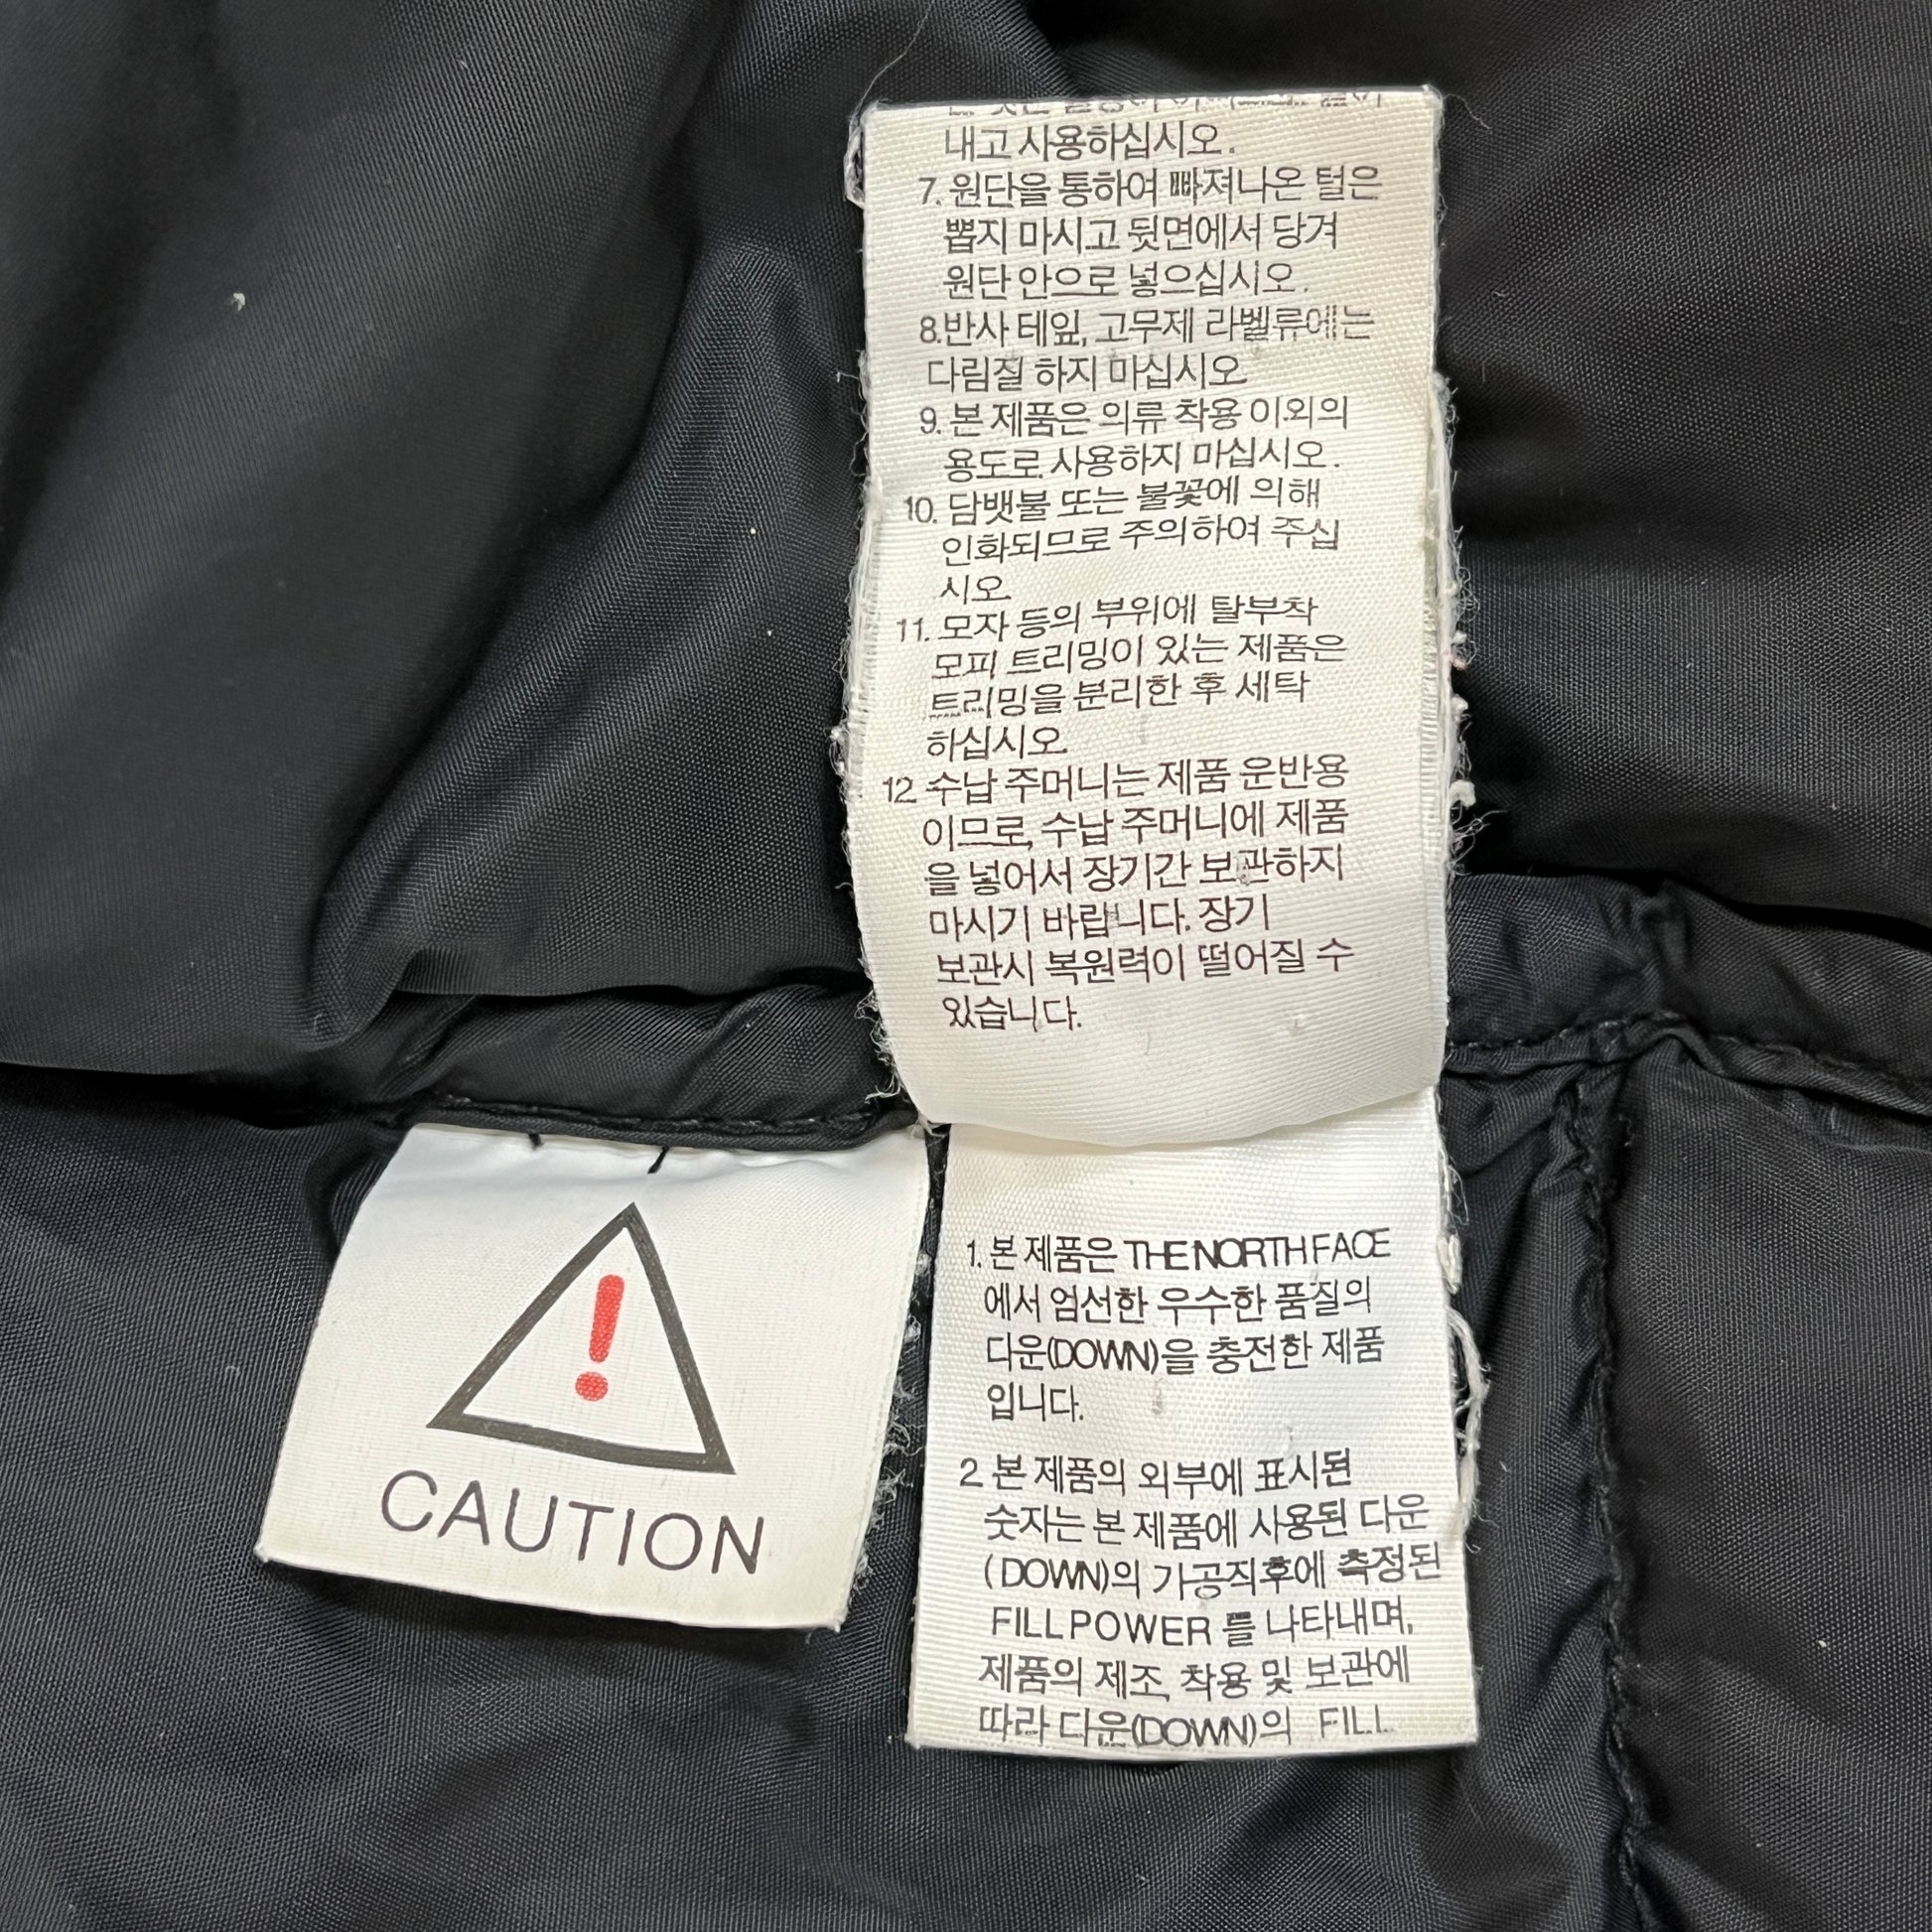 내고 사용하십시오.
7. 원단을 통하여 빠져나온 털은
뽑지 마시고 뒷면에서 당겨
원단 안으로 넣으십시오.
8.반사 테잎, 고무제 라벨류에는
다림질 하지 마십시오.
9. 본 제품은 의류 착용 이외의
용도로 사용하지 마십시오.
10. 담뱃불 또는 불꽃에 의해
인화되므로 주의하여 주십
시오.
11. 모자 등의 부위에 탈부착
모피 트리밍이 있는 제품은
트리밍을 분리한 후 세탁
하십시오.
12. 수납 주머니는 제품 운반용
이므로, 수납 주머니에 제품
을 넣어서 장기간 보관하지
마시기 바랍니다. 장기
보관시 복원력이 떨어질 수
있습니다.
CAUTION
1. 본 제품은 THE NORTH FACE
에서 엄선한 우수한 품질의
다운(DOWN)을 충전한 제품
입니다.
2. 본 제품의 외부에 표시된
숫자는 본 제품에 사용된 다운
(DOWN)의 가공직후에 측정된
FILL POWER 를 나타내며,
제품의 제조, 착용 및 보관에
따라 다운(DOWN)의 FILL